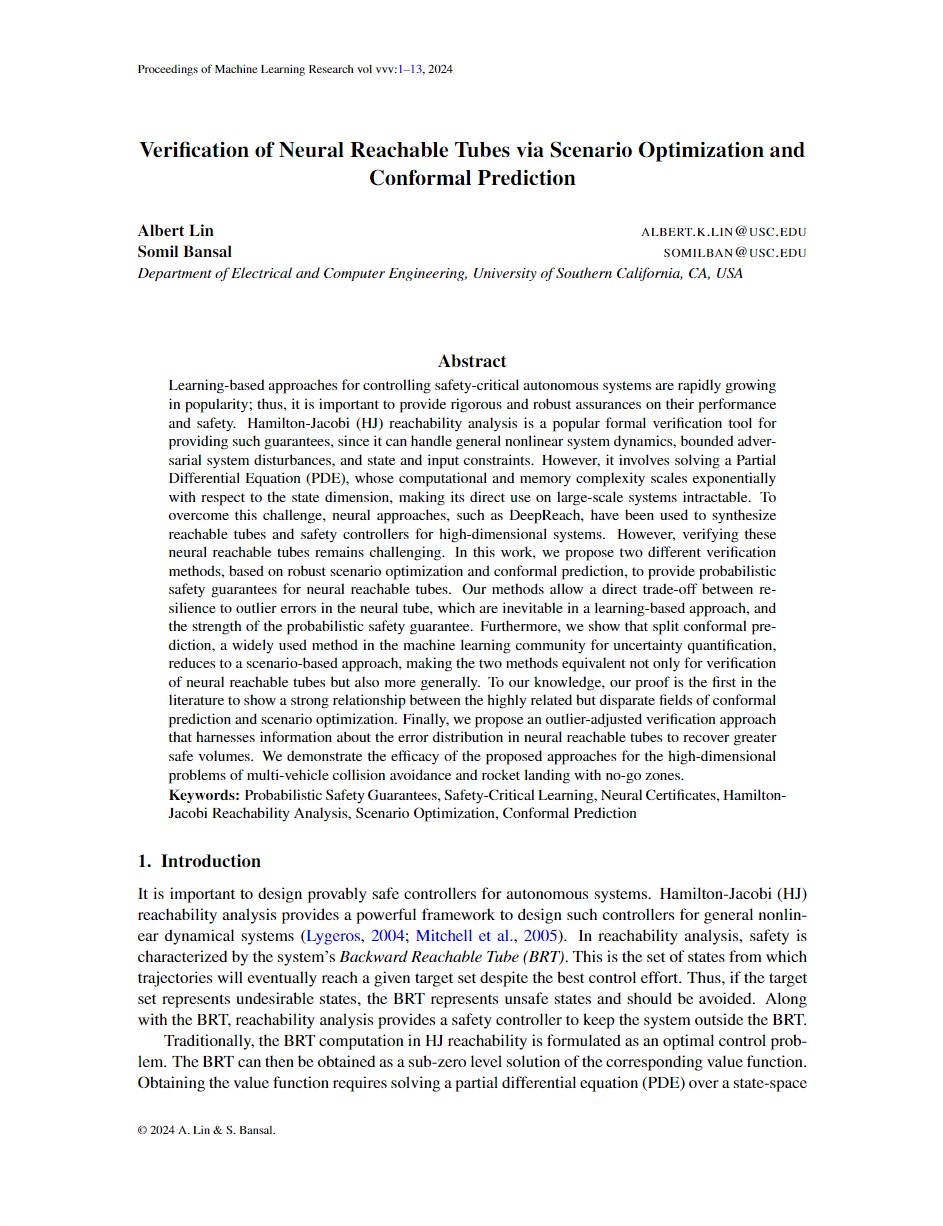 Proceedings of Machine Learning Research vol vvv:1–13, 2024
Verification of Neural Reachable Tubes via Scenario Optimization and
Conformal Prediction
Albert Lin ALBERT.K.LIN@USC.EDU
Somil Bansal SOMILBAN@USC.EDU
Department of Electrical and Computer Engineering, University of Southern California, CA, USA
Abstract
Learning-based approaches for controlling safety-critical autonomous systems are rapidly growing
in popularity; thus, it is important to provide rigorous and robust assurances on their performance
and safety. Hamilton-Jacobi (HJ) reachability analysis is a popular formal verification tool for
providing such guarantees, since it can handle general nonlinear system dynamics, bounded adver-
sarial system disturbances, and state and input constraints. However, it involves solving a Partial
Differential Equation (PDE), whose computational and memory complexity scales exponentially
with respect to the state dimension, making its direct use on large-scale systems intractable. To
overcome this challenge, neural approaches, such as DeepReach, have been used to synthesize
reachable tubes and safety controllers for high-dimensional systems. However, verifying these
neural reachable tubes remains challenging. In this work, we propose two different verification
methods, based on robust scenario optimization and conformal prediction, to provide probabilistic
safety guarantees for neural reachable tubes. Our methods allow a direct trade-off between re-
silience to outlier errors in the neural tube, which are inevitable in a learning-based approach, and
the strength of the probabilistic safety guarantee. Furthermore, we show that split conformal pre-
diction, a widely used method in the machine learning community for uncertainty quantification,
reduces to a scenario-based approach, making the two methods equivalent not only for verification
of neural reachable tubes but also more generally. To our knowledge, our proof is the first in the
literature to show a strong relationship between the highly related but disparate fields of conformal
prediction and scenario optimization. Finally, we propose an outlier-adjusted verification approach
that harnesses information about the error distribution in neural reachable tubes to recover greater
safe volumes. We demonstrate the efficacy of the proposed approaches for the high-dimensional
problems of multi-vehicle collision avoidance and rocket landing with no-go zones.
Keywords: Probabilistic Safety Guarantees, Safety-Critical Learning, Neural Certificates, Hamilton-
Jacobi Reachability Analysis, Scenario Optimization, Conformal Prediction
1. Introduction
It is important to design provably safe controllers for autonomous systems. Hamilton-Jacobi (HJ)
reachability analysis provides a powerful framework to design such controllers for general nonlin-
ear dynamical systems (Lygeros, 2004; Mitchell et al., 2005). In reachability analysis, safety is
characterized by the system's Backward Reachable Tube (BRT). This is the set of states from which
trajectories will eventually reach a given target set despite the best control effort. Thus, if the target
set represents undesirable states, the BRT represents unsafe states and should be avoided. Along
with the BRT, reachability analysis provides a safety controller to keep the system outside the BRT.
Traditionally, the BRT computation in HJ reachability is formulated as an optimal control prob-
lem. The BRT can then be obtained as a sub-zero level solution of the corresponding value function.
Obtaining the value function requires solving a partial differential equation (PDE) over a state-space
© 2024 A. Lin & S. Bansal.